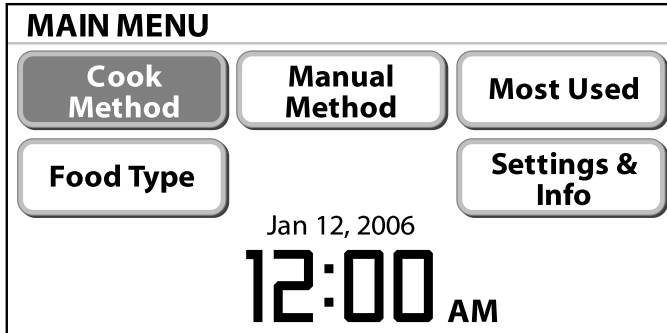 MAIN MENU
Cook
Method
Manual
Method
Most Used
Food Type
Settings &
Info
Jan 12, 2006
12:00 AM